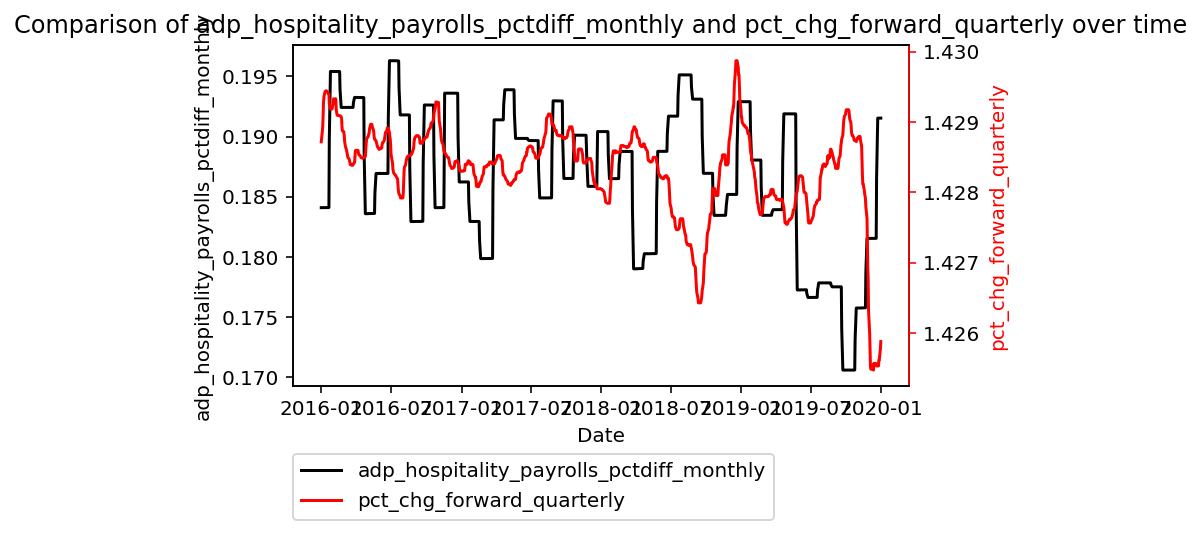 Comparison of adp_hospitality_payrolls_pctdiff_monthly and pct_chg_forward_quarterly over time
adp_hospitality_payrolls_pctdiff_monthly
0.195
0.190
0.185
0.180
0.175
0.170
1.430
1.429
1.428
1.427
1.426
pct_chg_forward_quarterly
2016-01 2016-07 2017-01 2017-07 2018-01 2018-07 2019-01 2019-07 2020-01
Date
adp_hospitality_payrolls_pctdiff_monthly
pct_chg_forward_quarterly